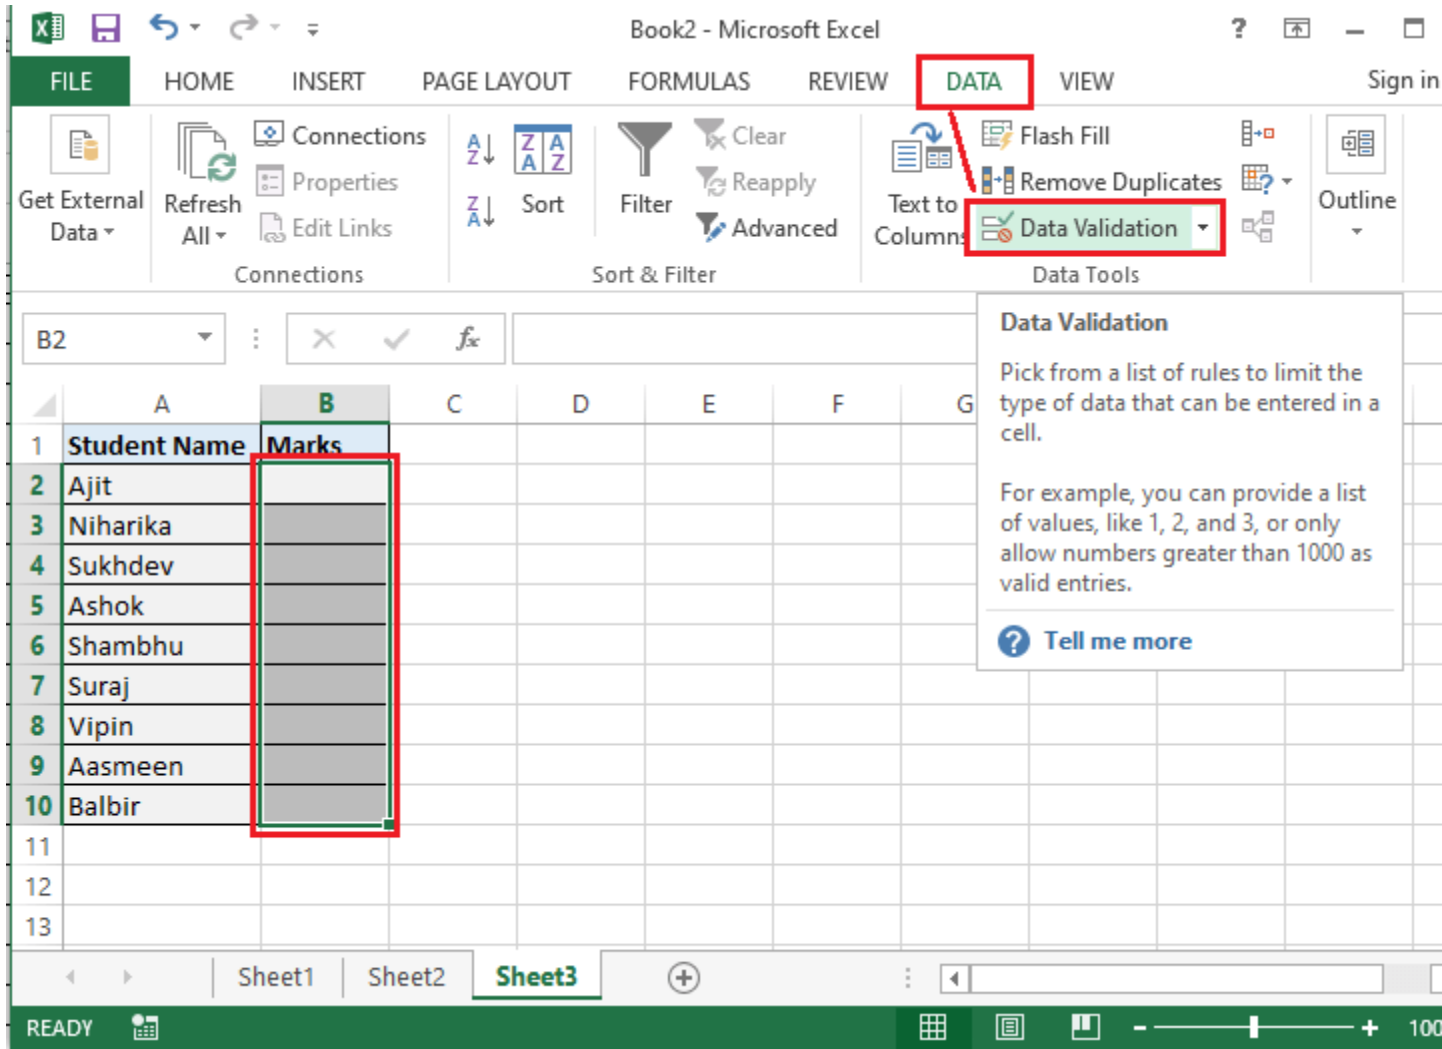 Book2 - Microsoft Excel
?
FILE HOME INSERT PAGE LAYOUT FORMULAS REVIEW DATA VIEW Sign in
Get External
Data
Refresh
All
Connections
Properties
Edit Links
Connections
Sort
Filter
Clear
Reapply
Advanced
Sort & Filter
Text to
Columns
Flash Fill
Remove Duplicates
Data Validation
Data Tools
Outline
B2
fx
Data Validation
Pick from a list of rules to limit the
type of data that can be entered in a
cell.
For example, you can provide a list
of values, like 1, 2, and 3, or only
allow numbers greater than 1000 as
valid entries.
? Tell me more
A B C D E F G
1 Student Name Marks
2 Ajit
3 Niharika
4 Sukhdev
5 Ashok
6 Shambhu
7 Suraj
8 Vipin
9 Aasmeen
10 Balbir
11
12
13
Sheet1 Sheet2 Sheet3
READY
100